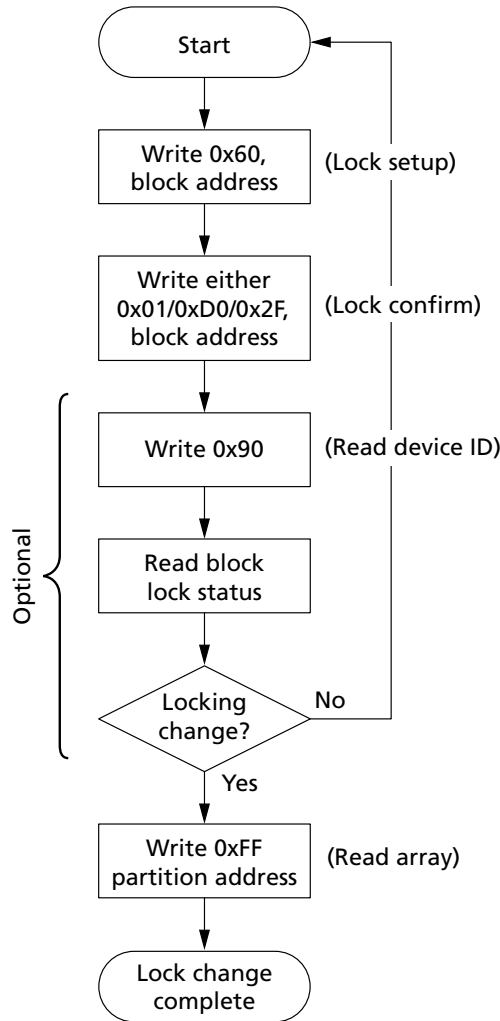 Start
Write 0x60,
block address
(Lock setup)
Write either
0x01/0xD0/0x2F,
block address
(Lock confirm)
Optional
Write 0x90
(Read device ID)
Read block
lock status
Locking
change?
No
Yes
Write 0xFF
partition address
(Read array)
Lock change
complete